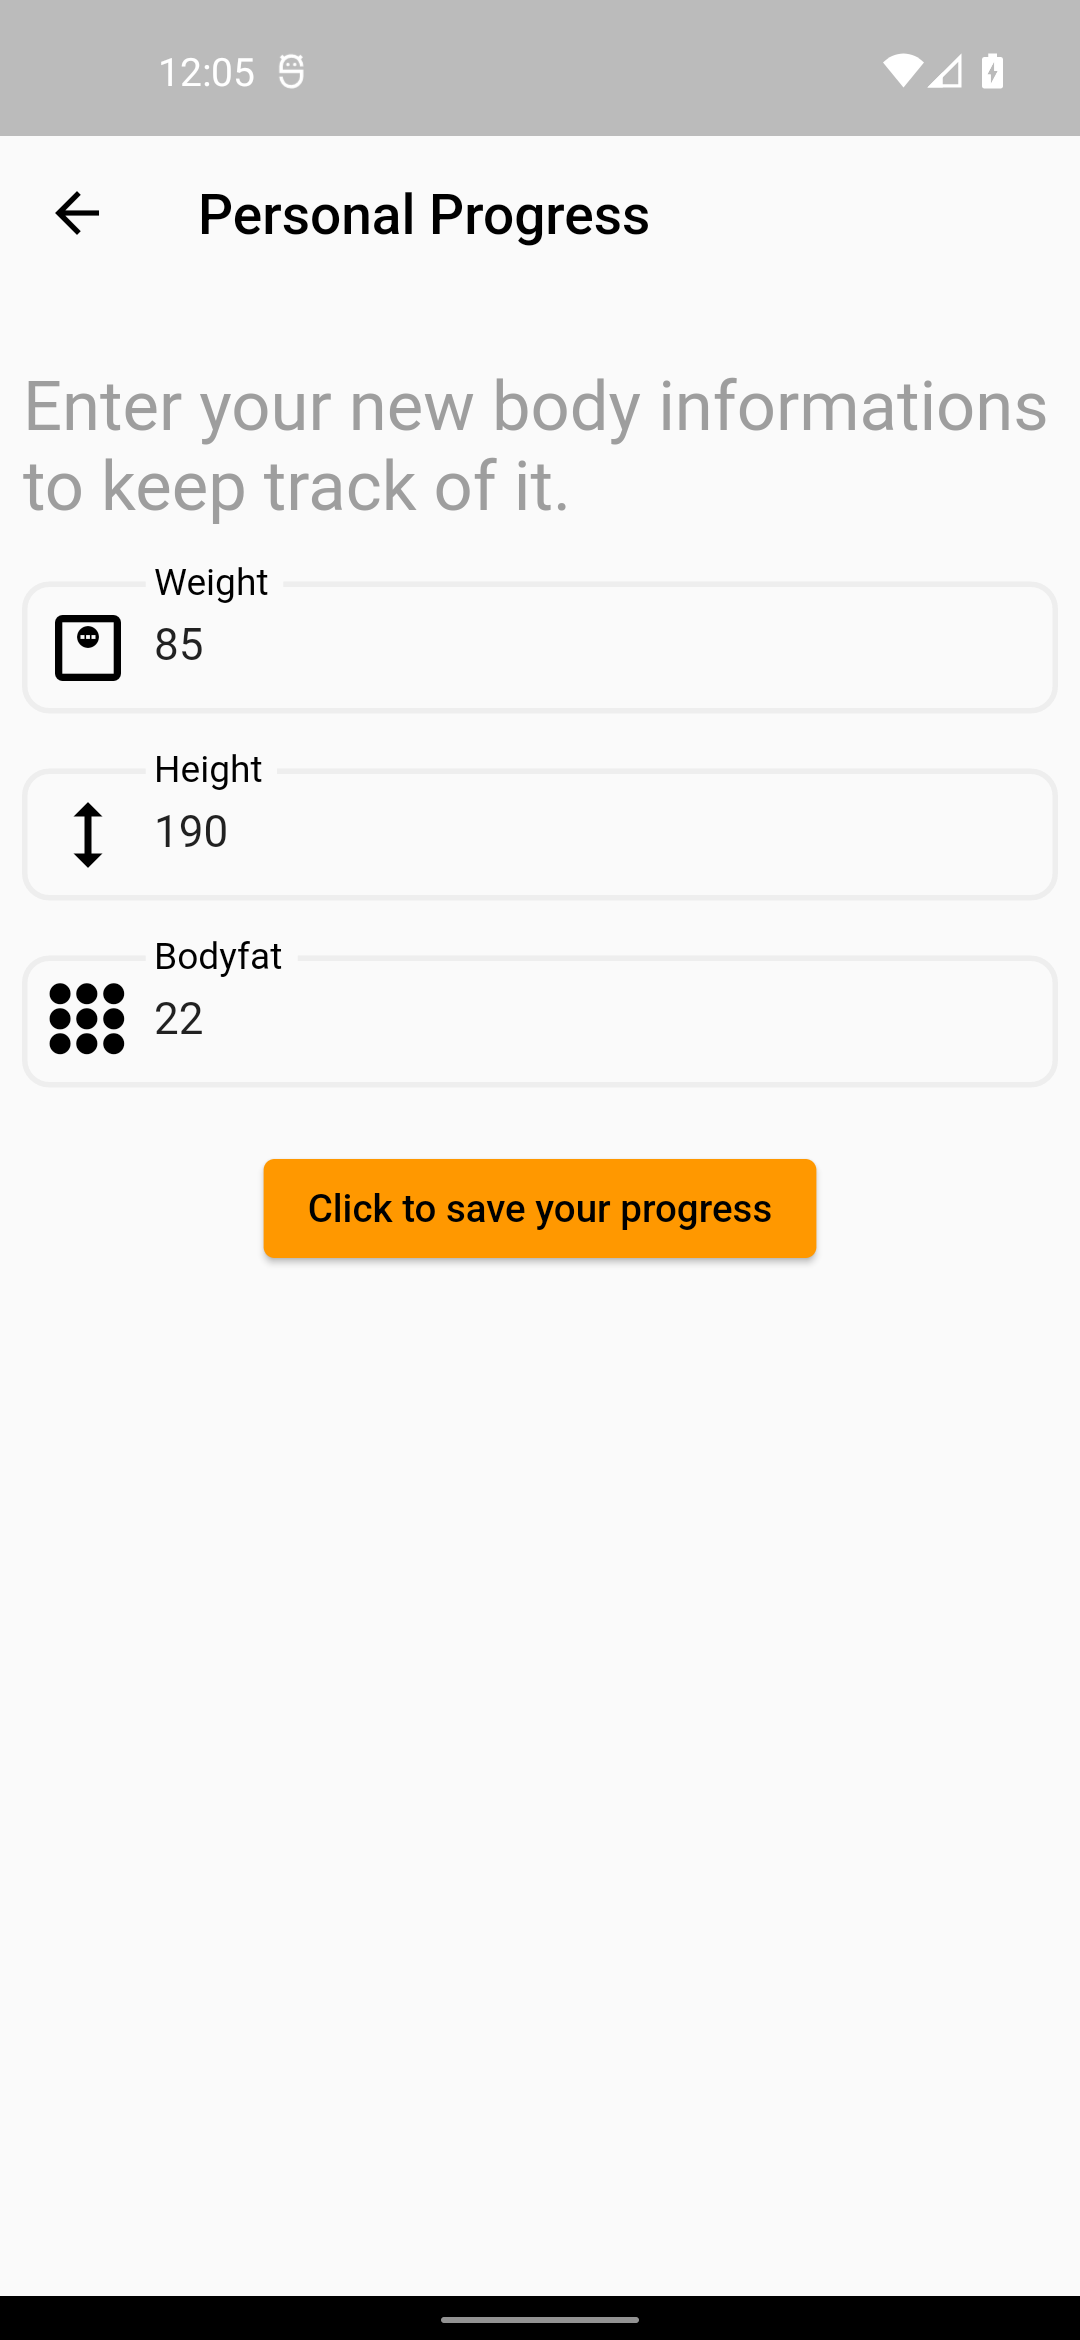 12:05
Personal Progress
Enter your new body informations
to keep track of it.
Weight
85
Height
190
Bodyfat
22
Click to save your progress